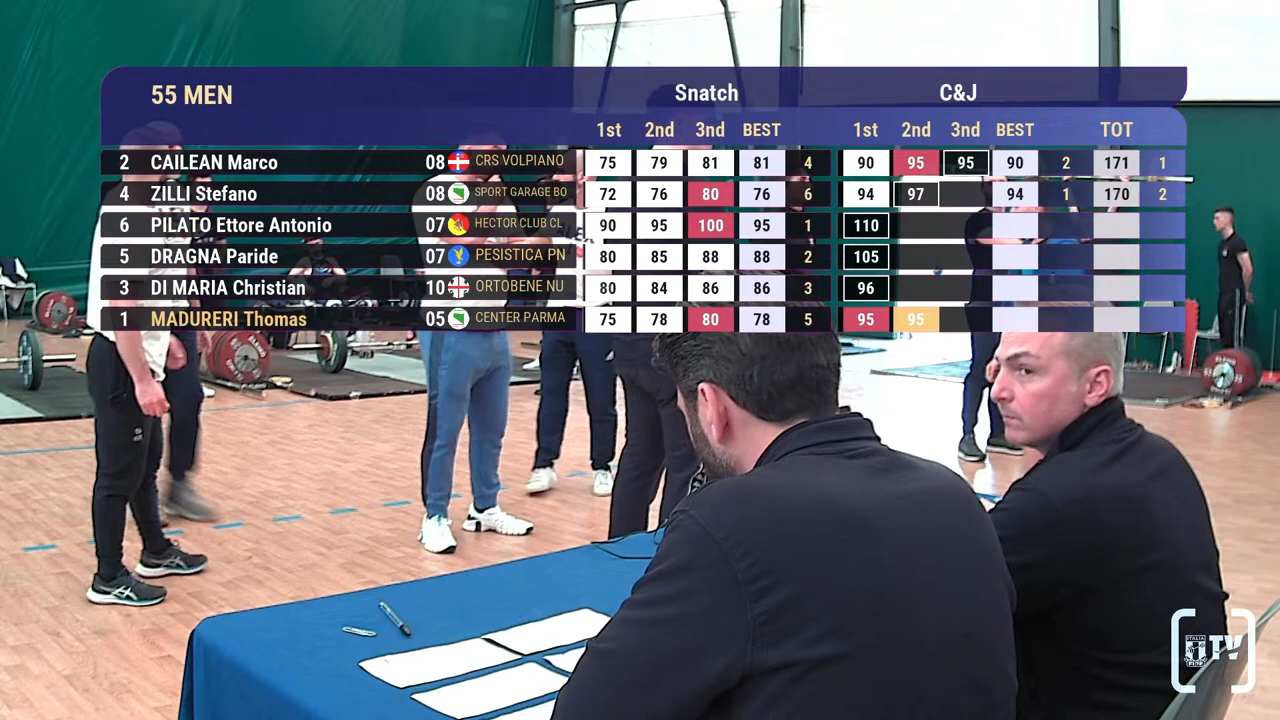 55 MEN Snatch C&J
1st 2nd 3nd BEST 1st 2nd 3nd BEST TOT
2 CAILEAN Marco 08 CRS VOLPIANO 75 79 81 81 4 90 95 95 90 2 171 1
4 ZILLI Stefano 08 SPORT GARAGE BO 72 76 80 76 6 94 97 94 1 170 2
6 PILATO Ettore Antonio 07 HECTOR CLUB CL 90 95 100 95 1 110
5 DRAGNA Paride 07 PESISTICA PN 80 85 88 88 2 105
3 DI MARIA Christian 10 ORTOBENE NU 80 84 86 86 3 96
1 MADURERI Thomas 05 CENTER PARMA 75 78 80 78 5 95 95
ITALIA
TV